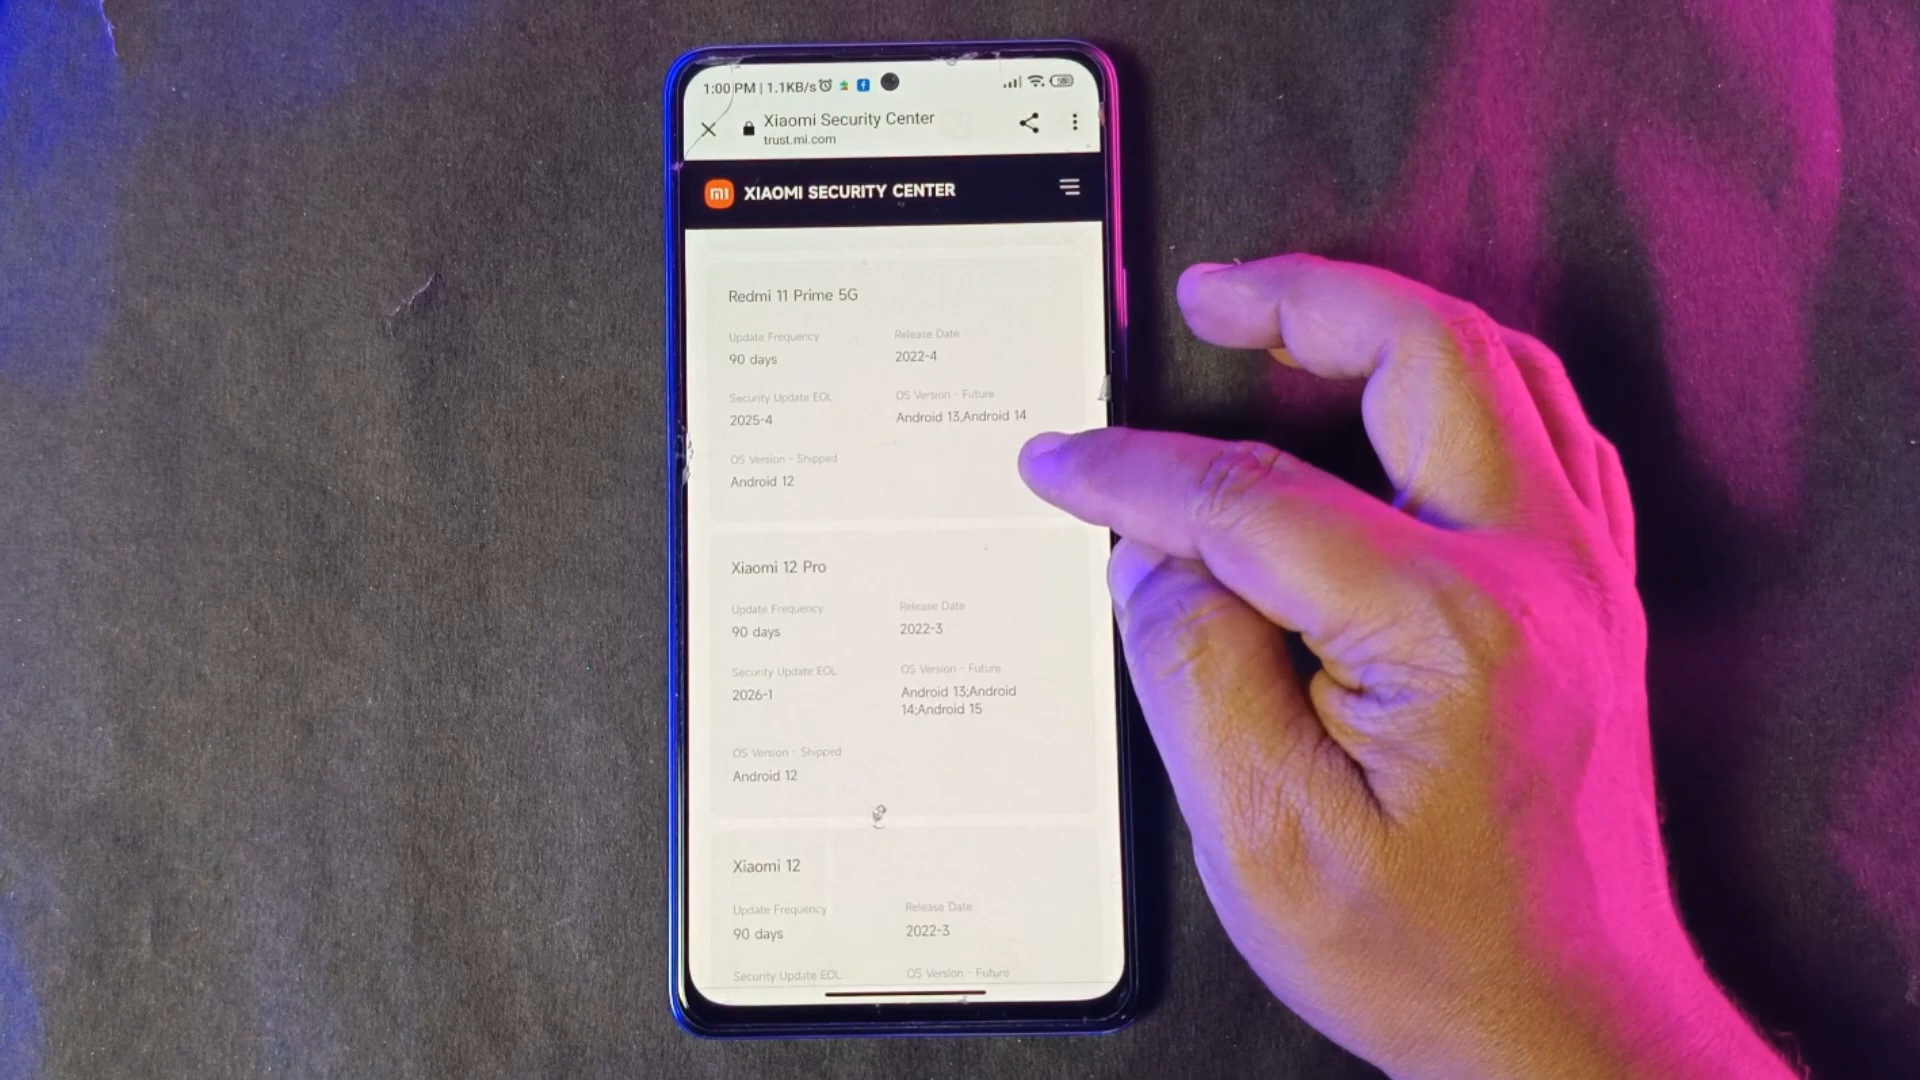 1:00 PM | 1.1KB/s
Xiaomi Security Center
trust.mi.com
XIAOMI SECURITY CENTER
Redmi 11 Prime 5G
Update Frequency
Release Date
90 days
2022-4
Security Update EOL
OS Version - Future
2025-4
Android 13,Android 14
OS Version - Shipped
Android 12
Xiaomi 12 Pro
Update Frequency
Release Date
90 days
2022-3
Security Update EOL
OS Version - Future
2026-1
Android 13;Android
14;Android 15
OS Version - Shipped
Android 12
Xiaomi 12
Update Frequency
Release Date
90 days
2022-3
Security Update EOL
OS Version - Future